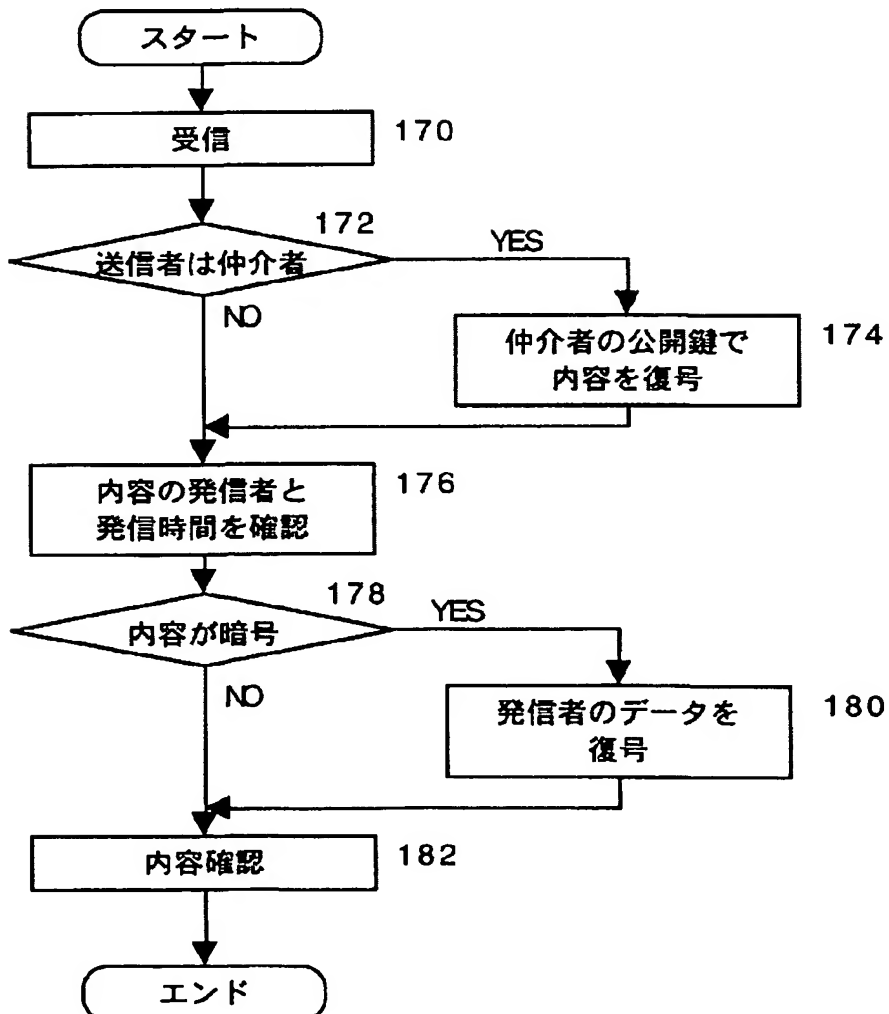 スタート
受信
170
172
送信者は仲介者
YES
NO
仲介者の公開鍵で
内容を復号
174
内容の発信者と
発信時間を確認
176
178
内容が暗号
YES
NO
発信者のデータを
復号
180
内容確認
182
エンド